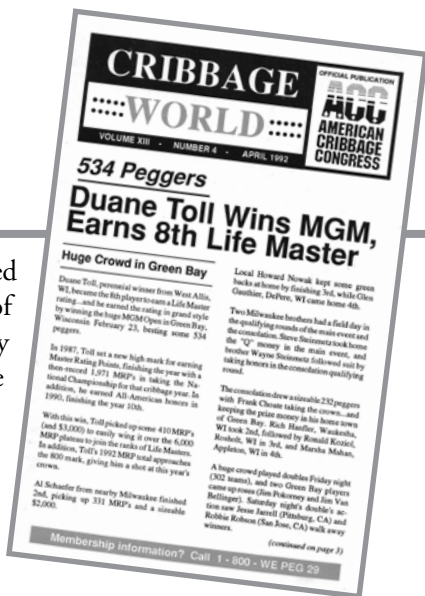 CRIBBAGE
WORLD
OFFICIAL PUBLICATION
ACC
AMERICAN
CRIBBAGE
CONGRESS
VOLUME XIII - NUMBER 4 - APRIL 1992
534 Peggers
Duane Toll Wins MGM,
Earns 8th Life Master
Huge Crowd in Green Bay
Duane Toll, perennial winner from West Allis,
WI, became the 8th player to earn a Life Master
rating...and he earned the rating in grand style
by winning the huge MGM Open in Green Bay,
Wisconsin February 23, besting some 534
peggers.
In 1987, Toll set a new high mark for earning
Master Rating Points, finishing the year with a
then-record 1,971 MRP's in taking the Na-
tional Championship for that cribbage year. In
addition, he earned All-American honors in
1990, finishing the year 10th.
With this win, Toll picked up some 410 MRP's
(and $3,000) to easily wing it over the 6,000
MRP plateau to join the ranks of Life Masters.
In addition, Toll's 1992 MRP total approaches
the 800 mark, giving him a shot at this year's
crown.
Al Schaefer from nearby Milwaukee finished
2nd, picking up 331 MRP's and a sizeable
$2,000.
Local Howard Nowak kept some green
backs at home by finishing 3rd, while Glen
Gauthier, DePere, WI came home 4th.
Two Milwaukee brothers had a field day in
the qualifying rounds of the main event and
the consolation. Steve Steinmetz took home
the "Q" money in the main event, and
brother Wayne Steinmetz followed suit by
taking honors in the consolation qualifying
round.
The consolation drew a sizeable 232 peggers
with Frank Choate taking the crown...and
keeping the prize money in his home town
of Green Bay. Rich Hanfler, Waukesha,
WI took 2nd, followed by Ronald Koziel,
Rosholt, WI in 3rd, and Marsha Mahan,
Appleton, WI in 4th.
A huge crowd played doubles Friday night
(302 teams), and two Green Bay players
came up roses (Jim Pokorney and Jim Van
Bellinger). Saturday night's double's ac-
tion saw Jesse Jarrell (Pittsburg, CA) and
Robbie Robson (San Jose, CA) walk away
winners.
(continued on page 3)
Membership information? Call 1 - 800 - WE PEG 29
ed
of
y
e